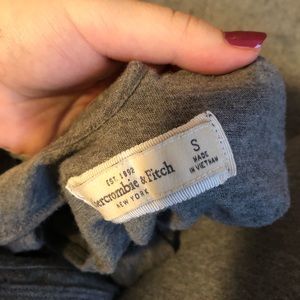 EST. 1892
Abercrombie & Fitch
NEW YORK
S
MADE
IN VIETNAM